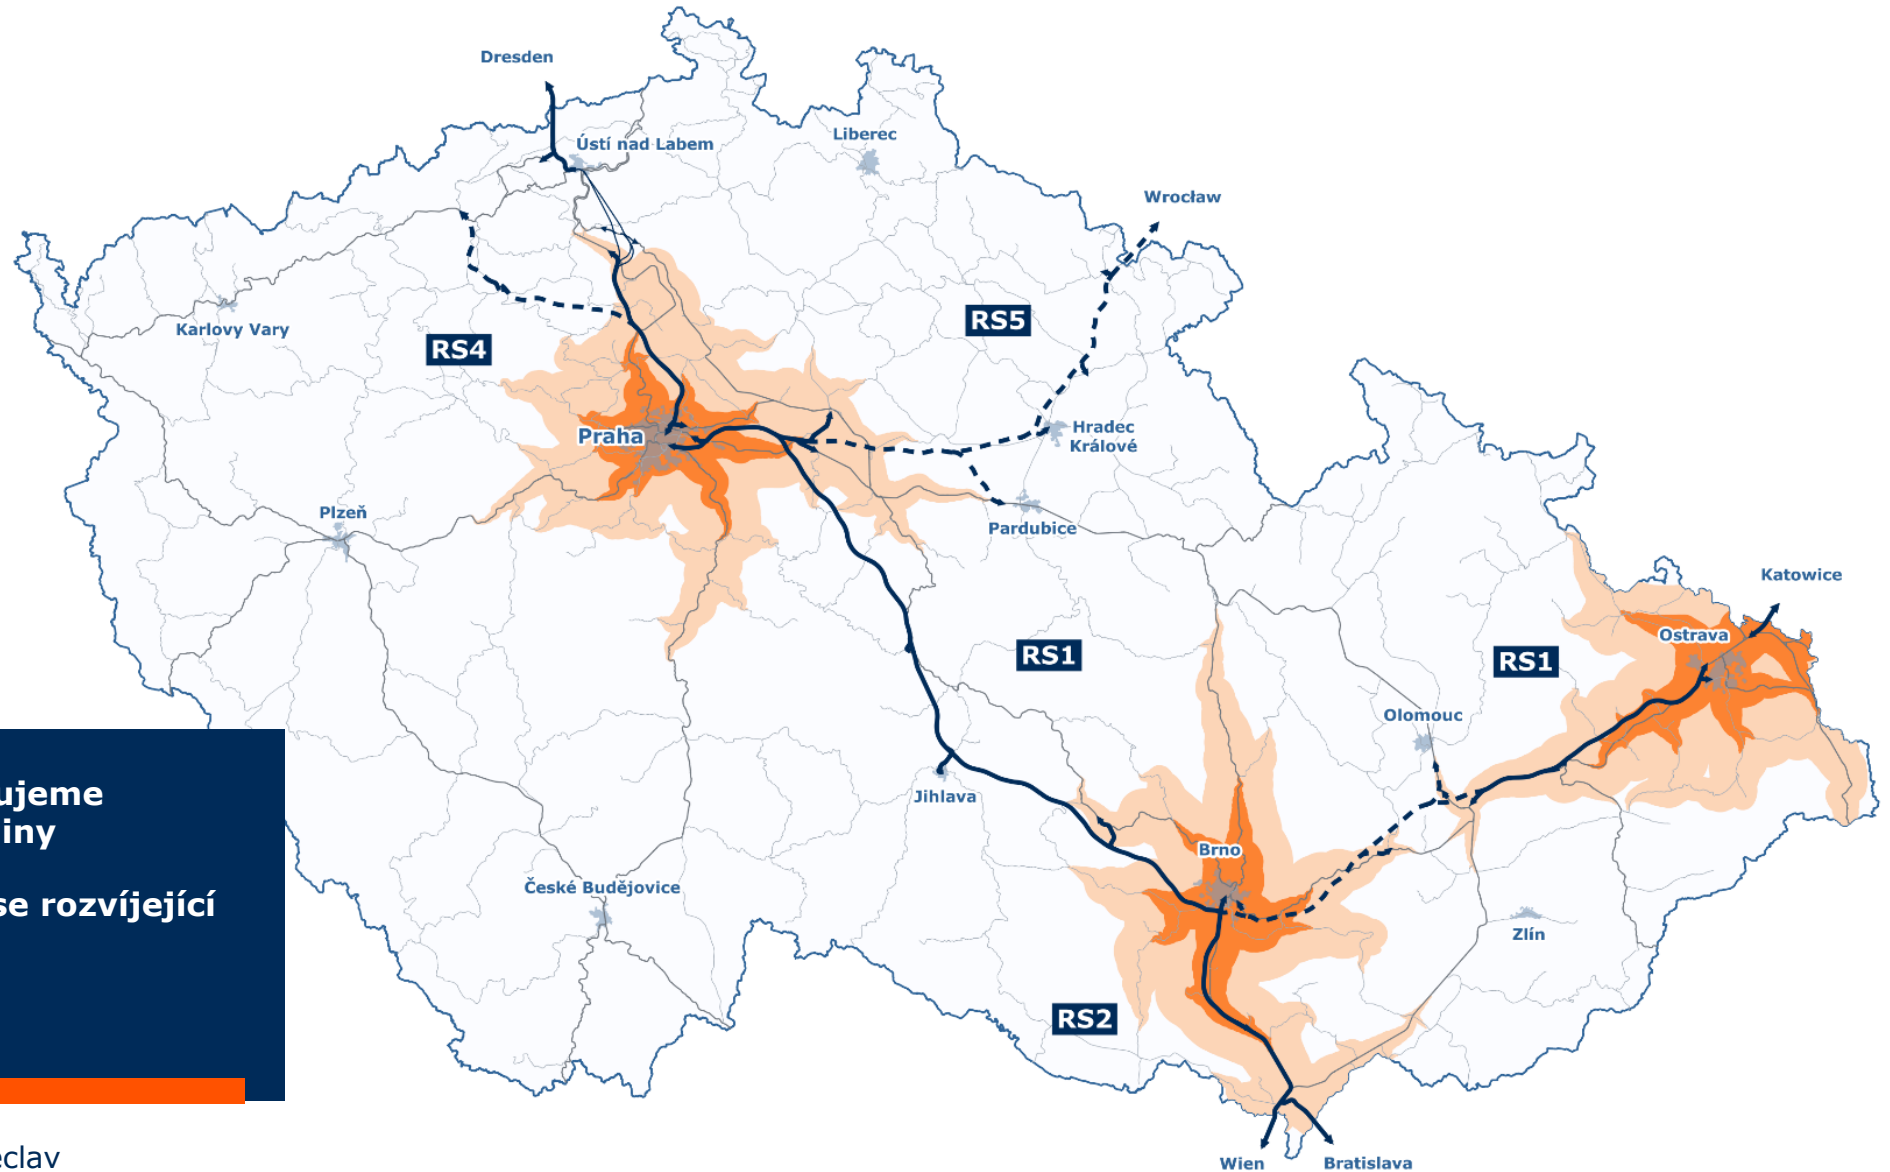 Dresden
Ústí nad Labem
Liberec
Wrocław
Karlovy Vary
RS4
RS5
Praha
Hradec
Králové
Plzeň
Pardubice
Katowice
Ostrava
RS1
RS1
Olomouc
Jihlava
ujeme
iny
Brno
České Budějovice
se rozvíjející
Zlín
RS2
eclav
Wien
Bratislava